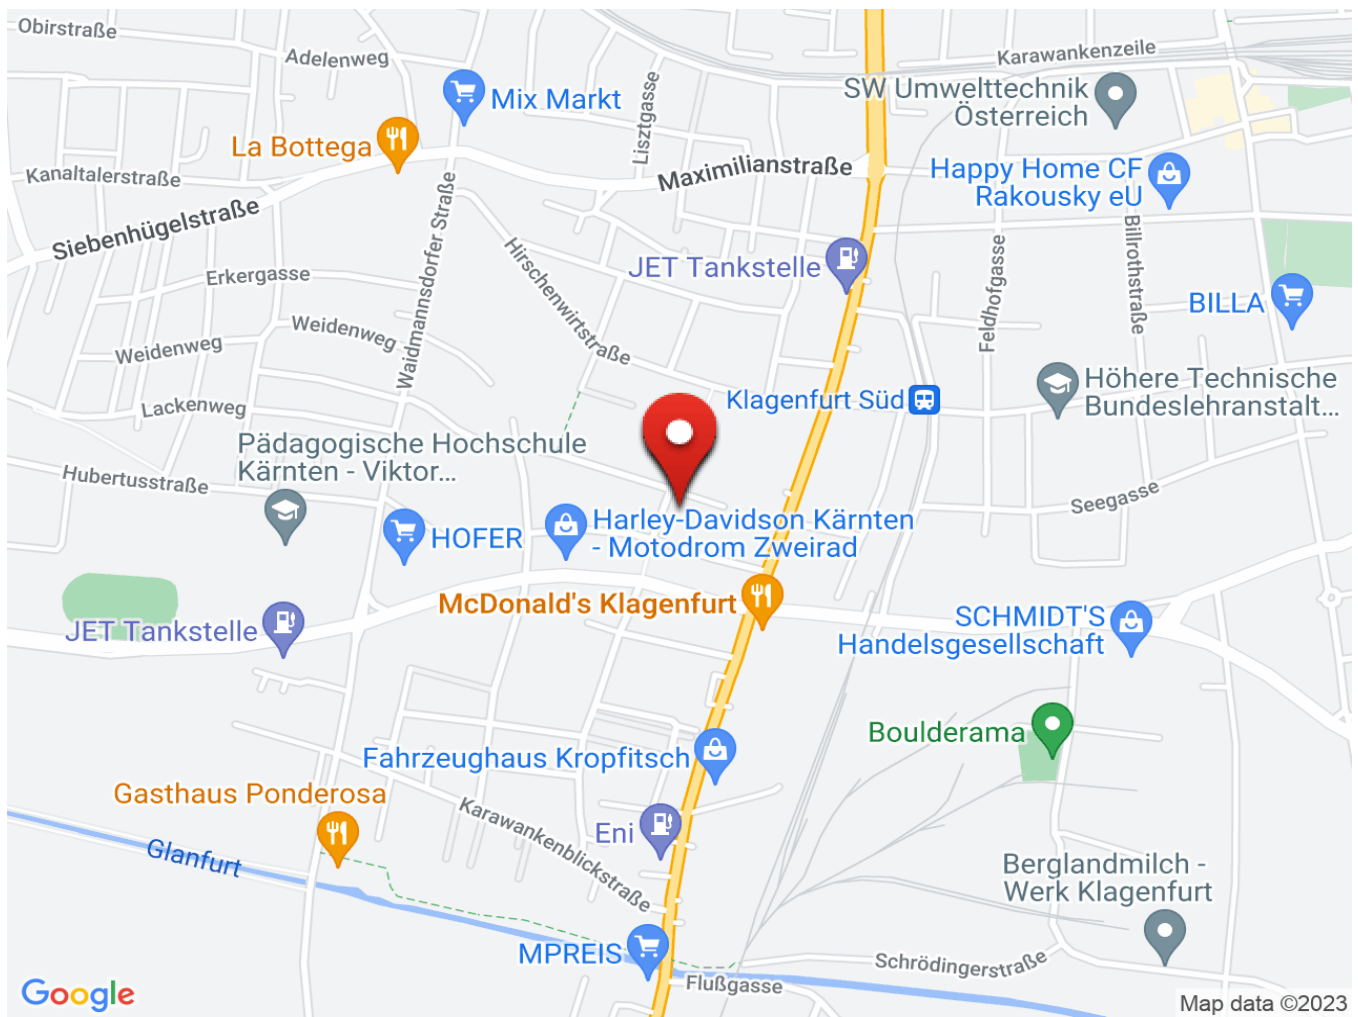 Obirstraße
Adelenweg
Karawankenzeile
Mix Markt
Lisztgasse
SW Umwelttechnik
Österreich
La Bottega
Kanaltalerstraße
Maximilianstraße
Happy Home CF
Rakousky eU
Siebenhügelstraße
Waidmannsdorfer Straße
Hirschenwirtstraße
JET Tankstelle
Feldhofgasse
Billrothstraße
BILLA
Erkergasse
Weidenweg
Weidenweg
Lackenweg
Klagenfurt Süd
Höhere Technische
Bundeslehranstalt...
Pädagogische Hochschule
Kärnten - Viktor...
Hubertusstraße
Seegasse
HOFER
Harley-Davidson Kärnten
- Motodrom Zweirad
McDonald's Klagenfurt
SCHMIDT'S
Handelsgesellschaft
JET Tankstelle
Boulderama
Fahrzeughaus Kropfitsch
Gasthaus Ponderosa
Karawankenblickstraße
Eni
Glanfurt
Berglandmilch -
Werk Klagenfurt
MPREIS
Schrödingerstraße
Flußgasse
Google
Map data ©2023